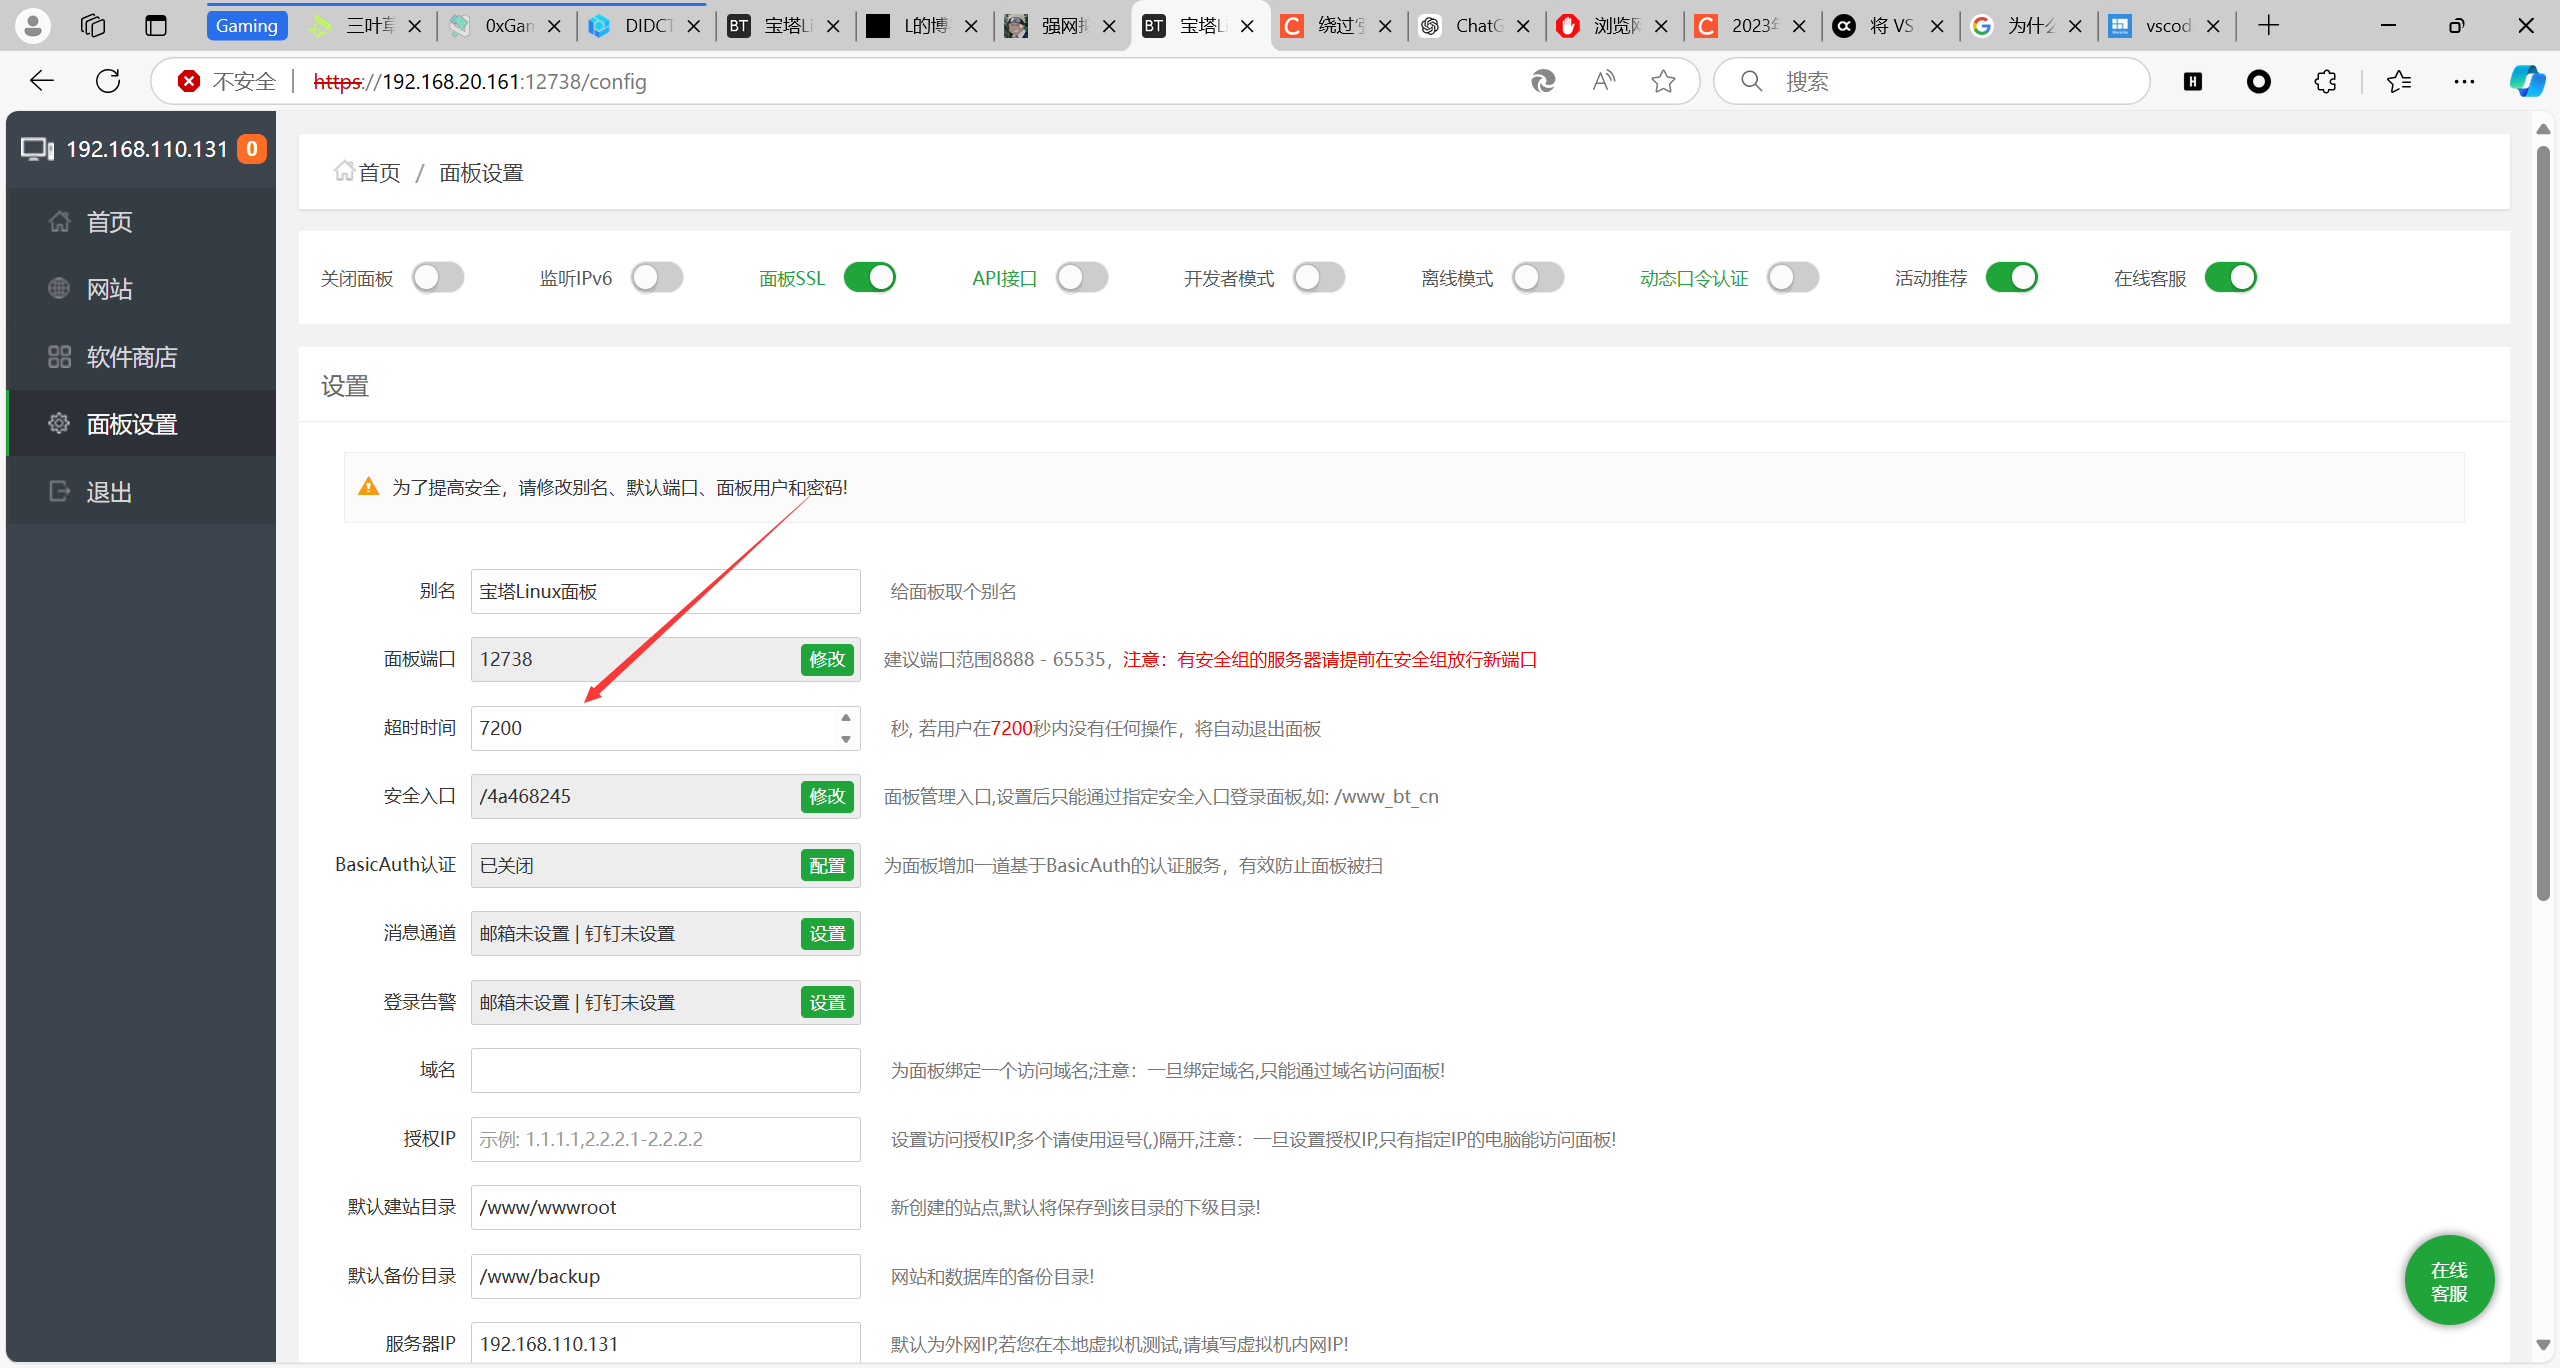 Gaming
三叶草
0xGam
DIDCT
宝塔Li
L的博
强网拟
宝塔Li
绕过“
ChatG
浏览网
2023年
将 VS
为什么
vscod
不安全
https://192.168.20.161:12738/config
搜索
192.168.110.131 0
首页
网站
软件商店
面板设置
退出
首页 / 面板设置
关闭面板 监听IPv6 面板SSL API接口 开发者模式 离线模式 动态口令认证 活动推荐 在线客服
设置
为了提高安全，请修改别名、默认端口、面板用户和密码!
别名 宝塔Linux面板 给面板取个别名
面板端口 12738 修改 建议端口范围8888 - 65535，注意：有安全组的服务器请提前在安全组放行新端口
超时时间 7200 秒, 若用户在7200秒内没有任何操作，将自动退出面板
安全入口 /4a468245 修改 面板管理入口,设置后只能通过指定安全入口登录面板,如: /www_bt_cn
BasicAuth认证 已关闭 配置 为面板增加一道基于BasicAuth的认证服务，有效防止面板被扫
消息通道 邮箱未设置 | 钉钉未设置 设置
登录告警 邮箱未设置 | 钉钉未设置 设置
域名 为面板绑定一个访问域名;注意：一旦绑定域名,只能通过域名访问面板!
授权IP 示例: 1.1.1.1,2.2.2.1-2.2.2.2 设置访问授权IP,多个请使用逗号(,)隔开,注意：一旦设置授权IP,只有指定IP的电脑能访问面板!
默认建站目录 /www/wwwroot 新创建的站点,默认将保存到该目录的下级目录!
默认备份目录 /www/backup 网站和数据库的备份目录!
服务器IP 192.168.110.131 默认为外网IP,若您在本地虚拟机测试,请填写虚拟机内网IP!
在线
客服